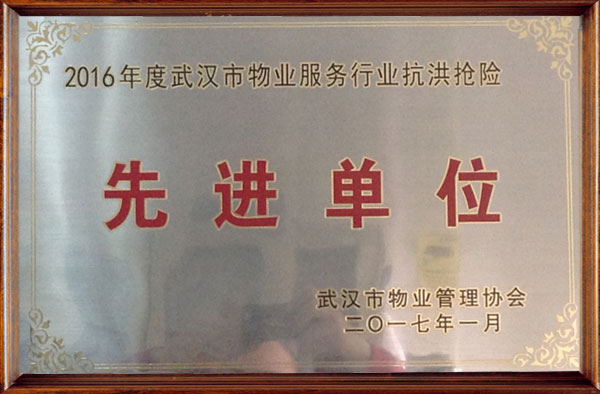 2016年度武汉市物业服务行业抗洪抢险
先进单位
武汉市物业管理协会
二〇一七年一月